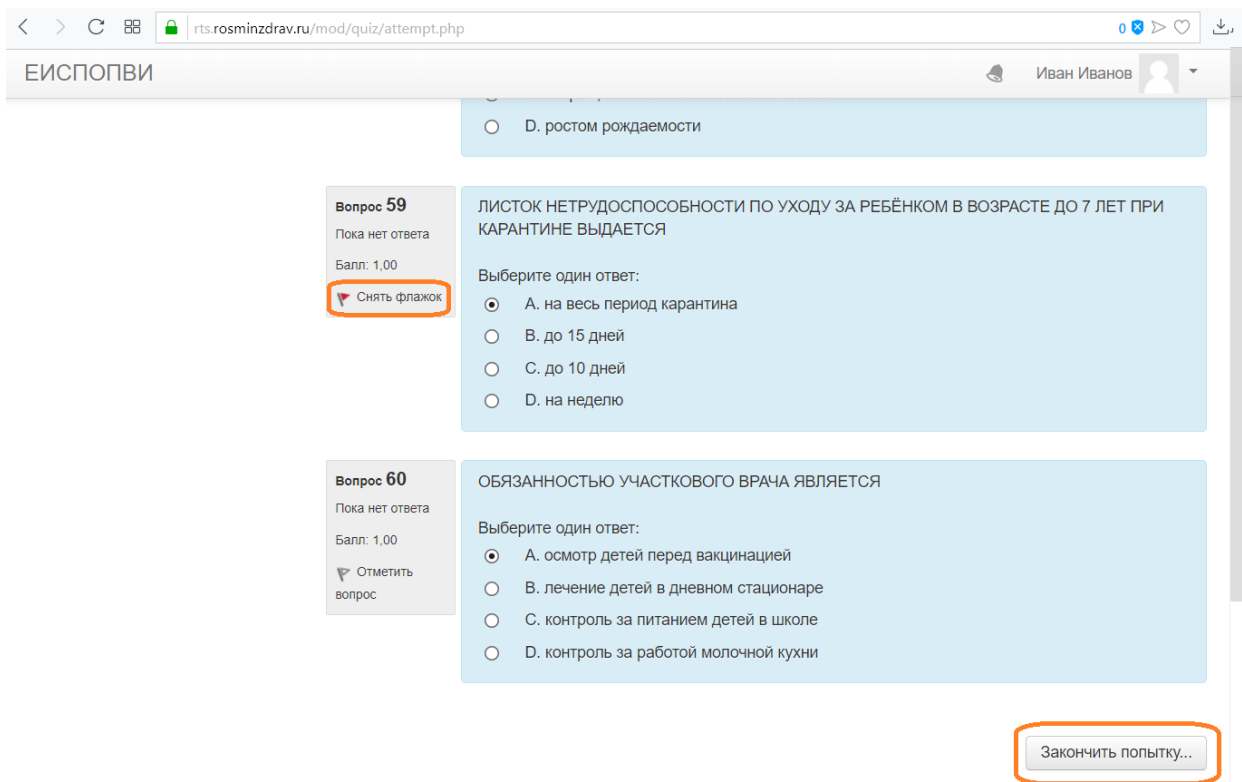 rts.rosminzdrav.ru/mod/quiz/attempt.php
0
ЕИСПОПВИ
Иван Иванов
D. ростом рождаемости
Вопрос 59
Пока нет ответа
Балл: 1,00
Снять флажок
ЛИСТОК НЕТРУДОСПОСОБНОСТИ ПО УХОДУ ЗА РЕБЁНКОМ В ВОЗРАСТЕ ДО 7 ЛЕТ ПРИ
КАРАНТИНЕ ВЫДАЕТСЯ
Выберите один ответ:
A. на весь период карантина
B. до 15 дней
C. до 10 дней
D. на неделю
Вопрос 60
Пока нет ответа
Балл: 1,00
Отметить
вопрос
ОБЯЗАННОСТЬЮ УЧАСТКОВОГО ВРАЧА ЯВЛЯЕТСЯ
Выберите один ответ:
A. осмотр детей перед вакцинацией
B. лечение детей в дневном стационаре
C. контроль за питанием детей в школе
D. контроль за работой молочной кухни
Закончить попытку...